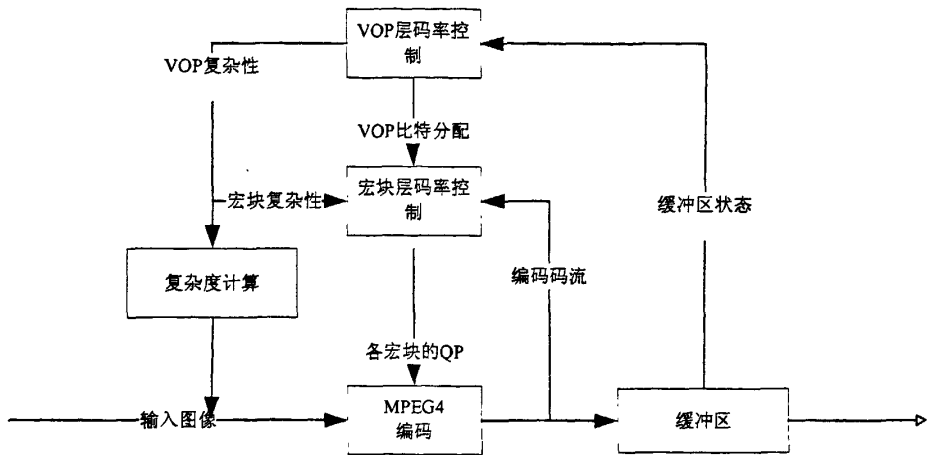 VOP层码率控
制
VOP复杂性
VOP比特分配
宏块层码率控
制
宏块复杂性
缓冲区状态
复杂度计算
编码码流
各宏块的QP
输入图像
MPEG4
编码
缓冲区